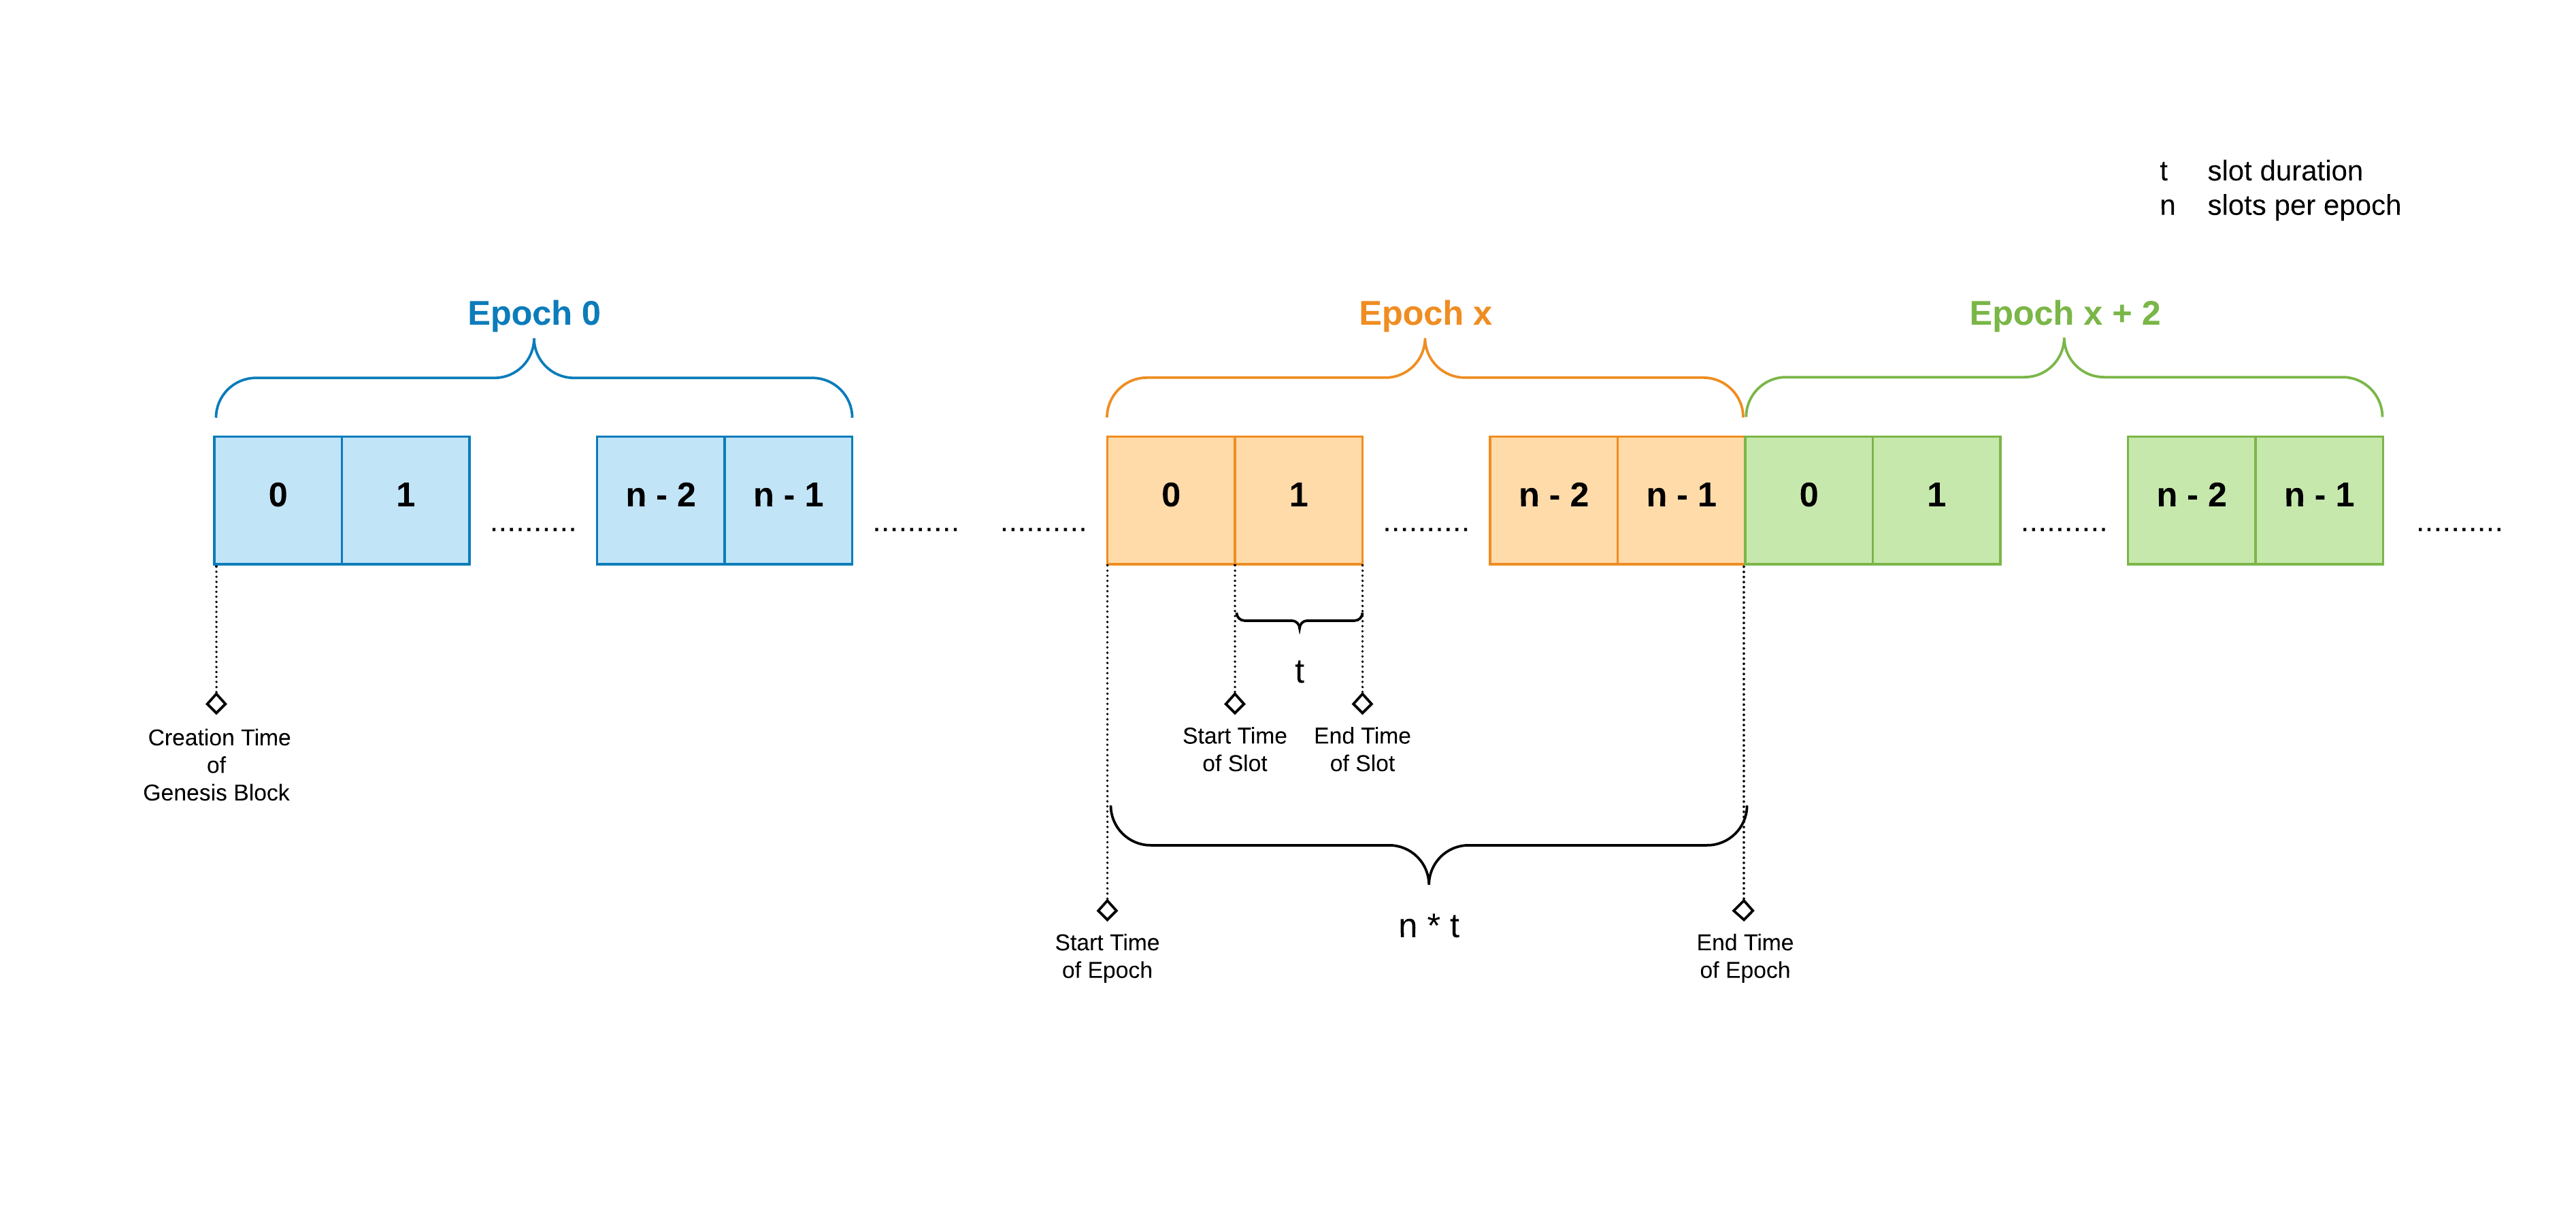 t slot duration
n slots per epoch
Epoch 0
Epoch x
Epoch x + 2
0 1 .......... n - 2 n - 1 .......... .......... 0 1 .......... n - 2 n - 1 0 1 .......... n - 2 n - 1 ..........
t
Creation Time
of
Genesis Block
Start Time
of Slot
End Time
of Slot
n * t
Start Time
of Epoch
End Time
of Epoch